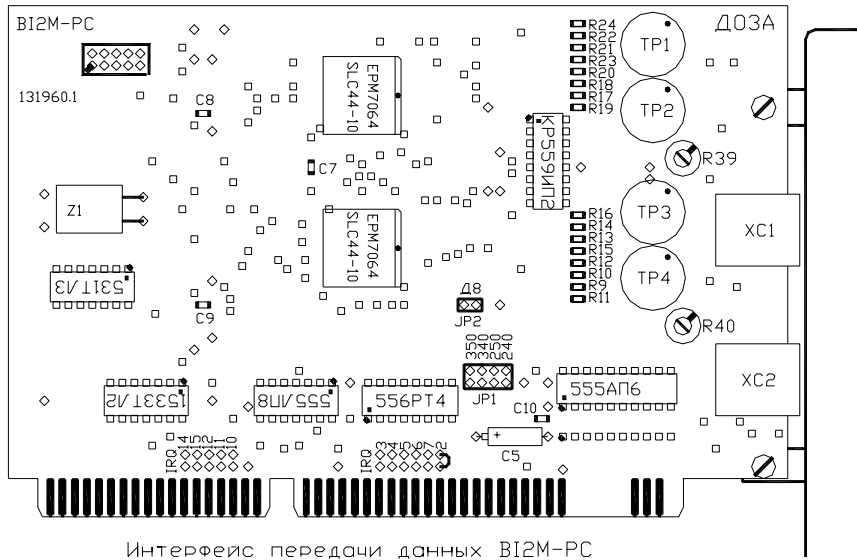 BI2M-PC
ДОЗА
131960.1
C8
EPM7064
SLC44-10
C7
КР559ИП2
R24
R22
R21
R23
R20
R18
R17
R19
TP1
TP2
R39
Z1
EPM7064
SLC44-10
R16
R14
R13
R15
R12
R10
R9
R11
TP3
TP4
XC1
531ТЛ3
C9
Д8
JP2
R40
350
340
250
240
JP1
XC2
1533ТЛ2
555ЛП8
556РТ4
555АП6
C10
C5
IRQ 14 15 12 11 10
IRQ 3 4 5 6 7 2
Интерфейс передачи данных BI2M-PC